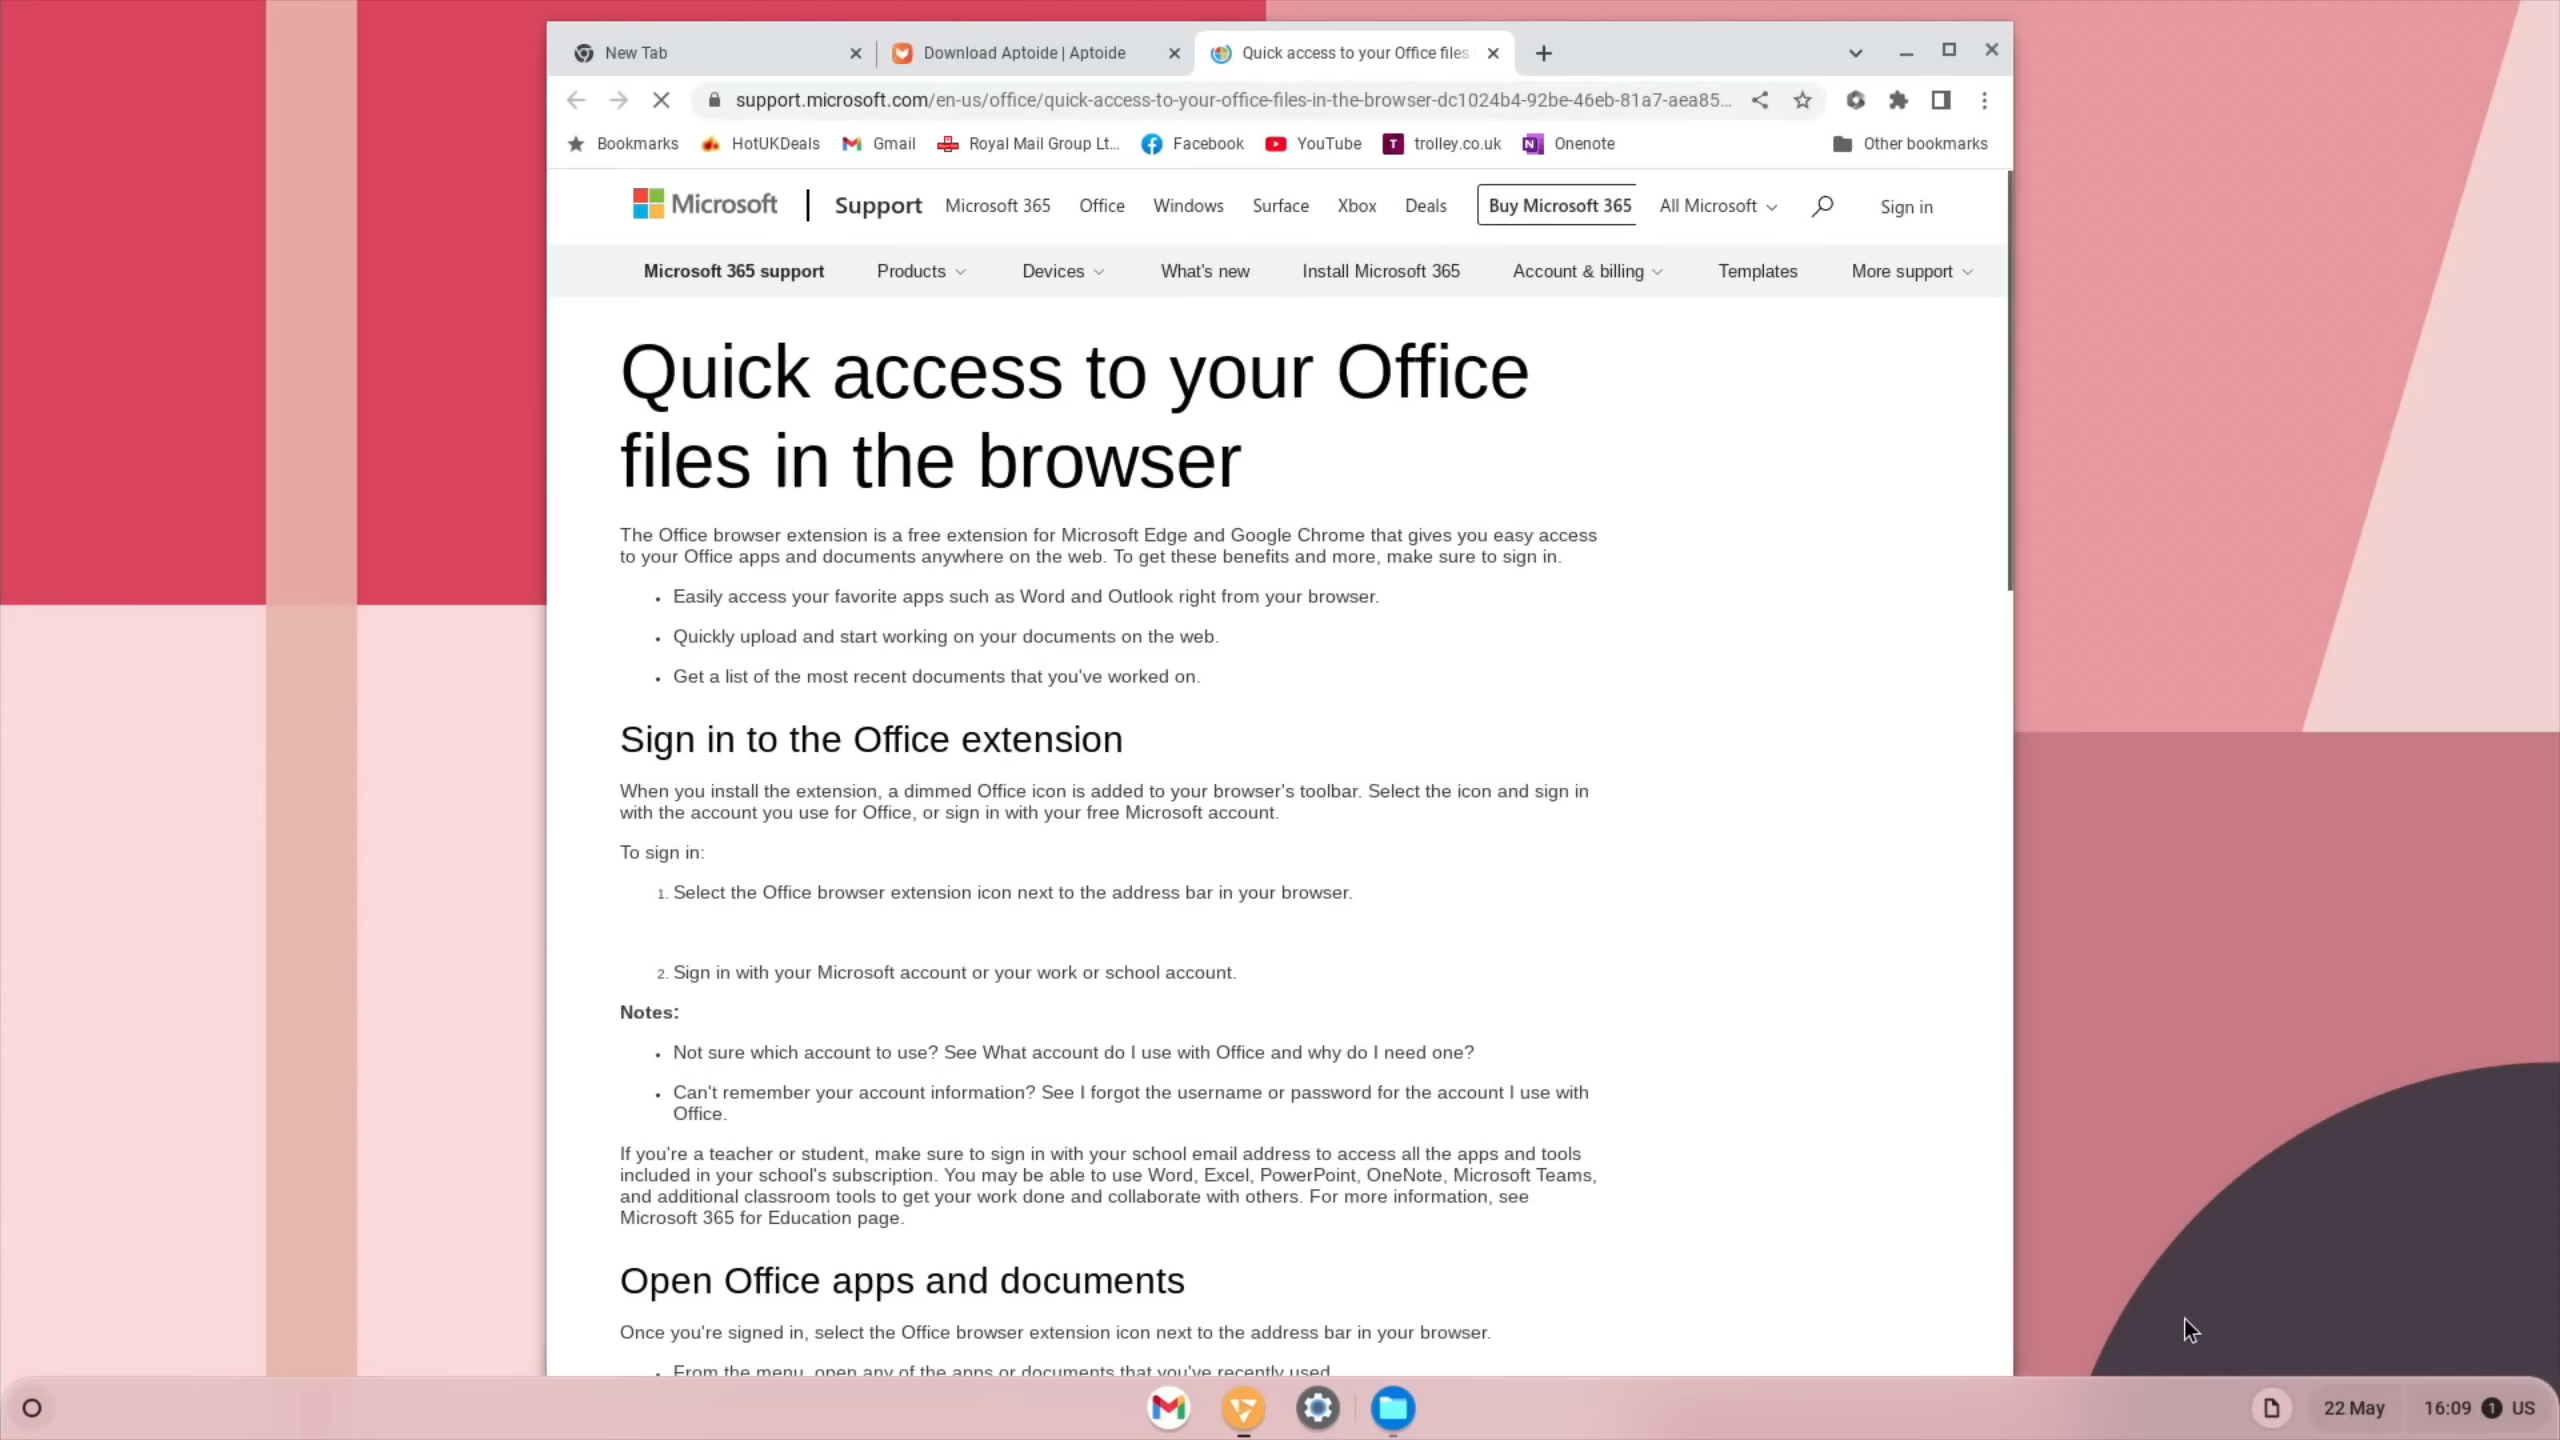 New Tab
Download Aptoide | Aptoide
Quick access to your Office files
support.microsoft.com/en-us/office/quick-access-to-your-office-files-in-the-browser-dc1024b4-92be-46eb-81a7-aea85...
Bookmarks HotUKDeals Gmail Royal Mail Group Lt... Facebook YouTube T trolley.co.uk N Onenote Other bookmarks
Microsoft Support Microsoft 365 Office Windows Surface Xbox Deals Buy Microsoft 365 All Microsoft Sign in
Microsoft 365 support Products Devices What's new Install Microsoft 365 Account & billing Templates More support
Quick access to your Office
files in the browser
The Office browser extension is a free extension for Microsoft Edge and Google Chrome that gives you easy access
to your Office apps and documents anywhere on the web. To get these benefits and more, make sure to sign in.
• Easily access your favorite apps such as Word and Outlook right from your browser.
• Quickly upload and start working on your documents on the web.
• Get a list of the most recent documents that you've worked on.
Sign in to the Office extension
When you install the extension, a dimmed Office icon is added to your browser's toolbar. Select the icon and sign in
with the account you use for Office, or sign in with your free Microsoft account.
To sign in:
1. Select the Office browser extension icon next to the address bar in your browser.
2. Sign in with your Microsoft account or your work or school account.
Notes:
• Not sure which account to use? See What account do I use with Office and why do I need one?
• Can't remember your account information? See I forgot the username or password for the account I use with
Office.
If you're a teacher or student, make sure to sign in with your school email address to access all the apps and tools
included in your school's subscription. You may be able to use Word, Excel, PowerPoint, OneNote, Microsoft Teams,
and additional classroom tools to get your work done and collaborate with others. For more information, see
Microsoft 365 for Education page.
Open Office apps and documents
Once you're signed in, select the Office browser extension icon next to the address bar in your browser.
• From the menu, open any of the apps or documents that you've recently used
22 May 16:09 1 US